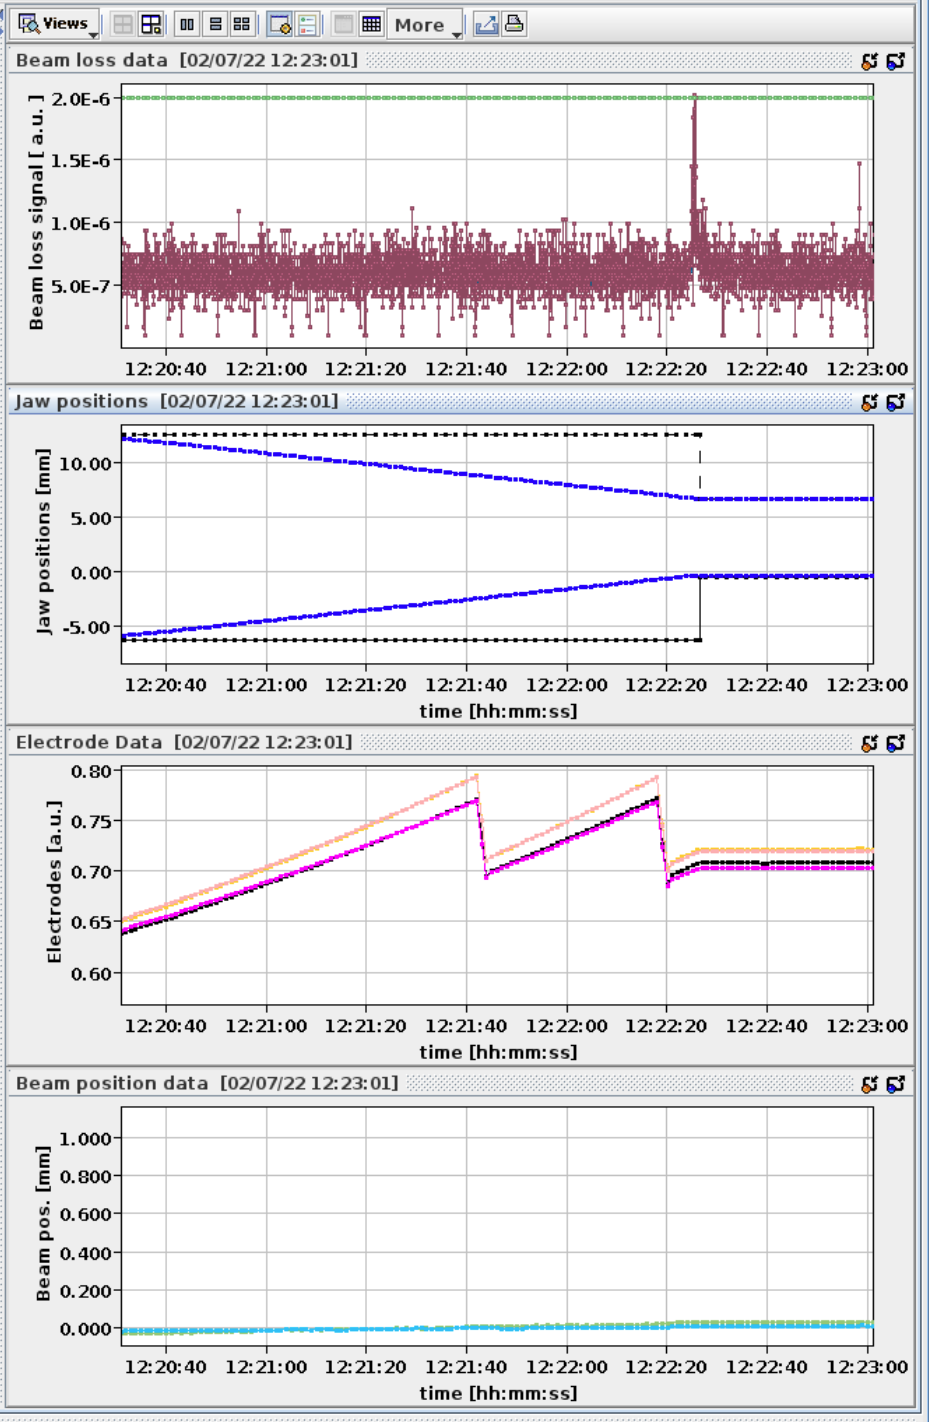 Views More
Beam loss data [02/07/22 12:23:01]
Beam loss signal [ a.u. ]
2.0E-6
1.5E-6
1.0E-6
5.0E-7
12:20:40 12:21:00 12:21:20 12:21:40 12:22:00 12:22:20 12:22:40 12:23:00
Jaw positions [02/07/22 12:23:01]
Jaw positions [mm]
10.00
5.00
0.00
-5.00
12:20:40 12:21:00 12:21:20 12:21:40 12:22:00 12:22:20 12:22:40 12:23:00
time [hh:mm:ss]
Electrode Data [02/07/22 12:23:01]
Electrodes [a.u.]
0.80
0.75
0.70
0.65
0.60
12:20:40 12:21:00 12:21:20 12:21:40 12:22:00 12:22:20 12:22:40 12:23:00
time [hh:mm:ss]
Beam position data [02/07/22 12:23:01]
Beam pos. [mm]
1.000
0.800
0.600
0.400
0.200
0.000
12:20:40 12:21:00 12:21:20 12:21:40 12:22:00 12:22:20 12:22:40 12:23:00
time [hh:mm:ss]